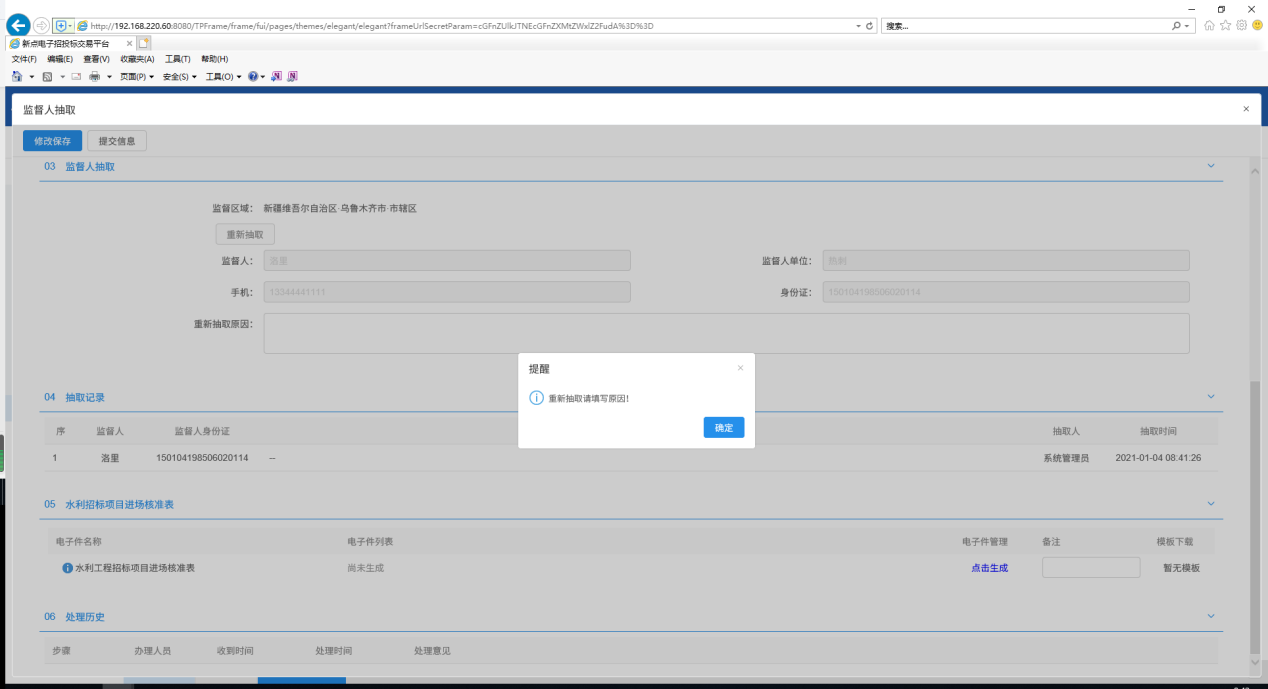 http://192.168.220.60:8080/TPFrame/frame/fui/pages/themes/elegant/elegant?frameUrlSecretParam=cGFnZUlkJTNEcGFnZXMtZWxlZ2FudA%3D%3D 搜索...
新点电子招投标交易平台
文件(F) 编辑(E) 查看(V) 收藏夹(A) 工具(T) 帮助(H)
页面(P) 安全(S) 工具(O)
监督人抽取
修改保存 提交信息
03 监督人抽取
监督区域: 新疆维吾尔自治区·乌鲁木齐市·市辖区
重新抽取
监督人: 洛里 监督人单位: 热刺
手机: 13344441111 身份证: 150104198506020114
重新抽取原因:
提醒
重新抽取请填写原因!
确定
04 抽取记录
序 监督人 监督人身份证 抽取人 抽取时间
1 洛里 150104198506020114 -- 系统管理员 2021-01-04 08:41:26
05 水利招标项目进场核准表
电子件名称 电子件列表 电子件管理 备注 模板下载
水利工程招标项目进场核准表 尚未生成 点击生成 暂无模板
06 处理历史
步骤 办理人员 收到时间 处理时间 处理意见